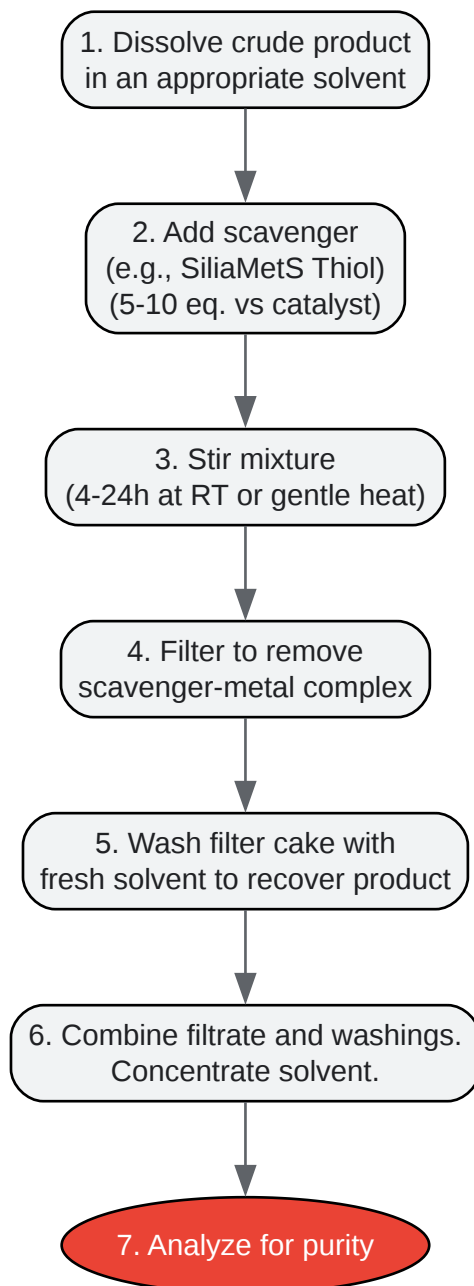 1. Dissolve crude product
in an appropriate solvent
2. Add scavenger
(e.g., SiliaMetS Thiol)
(5-10 eq. vs catalyst)
3. Stir mixture
(4-24h at RT or gentle heat)
4. Filter to remove
scavenger-metal complex
5. Wash filter cake with
fresh solvent to recover product
6. Combine filtrate and washings.
Concentrate solvent.
7. Analyze for purity